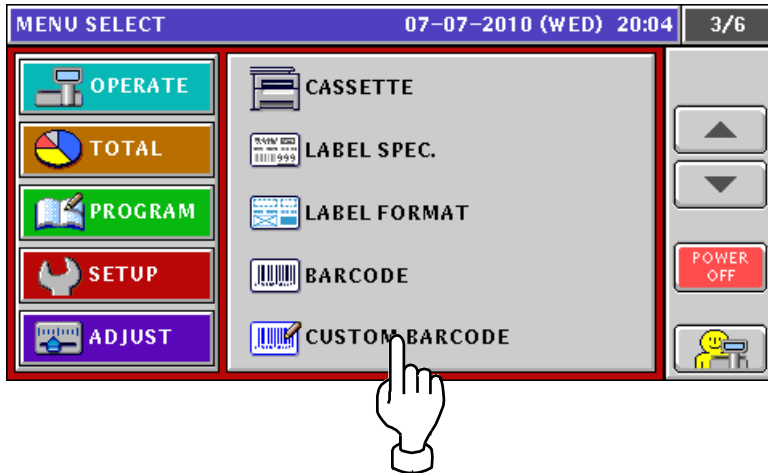 MENU SELECT 07-07-2010 (WED) 20:04 3/6
OPERATE
TOTAL
PROGRAM
SETUP
ADJUST
CASSETTE
999 LABEL SPEC.
LABEL FORMAT
BARCODE
CUSTOM BARCODE
POWER
OFF